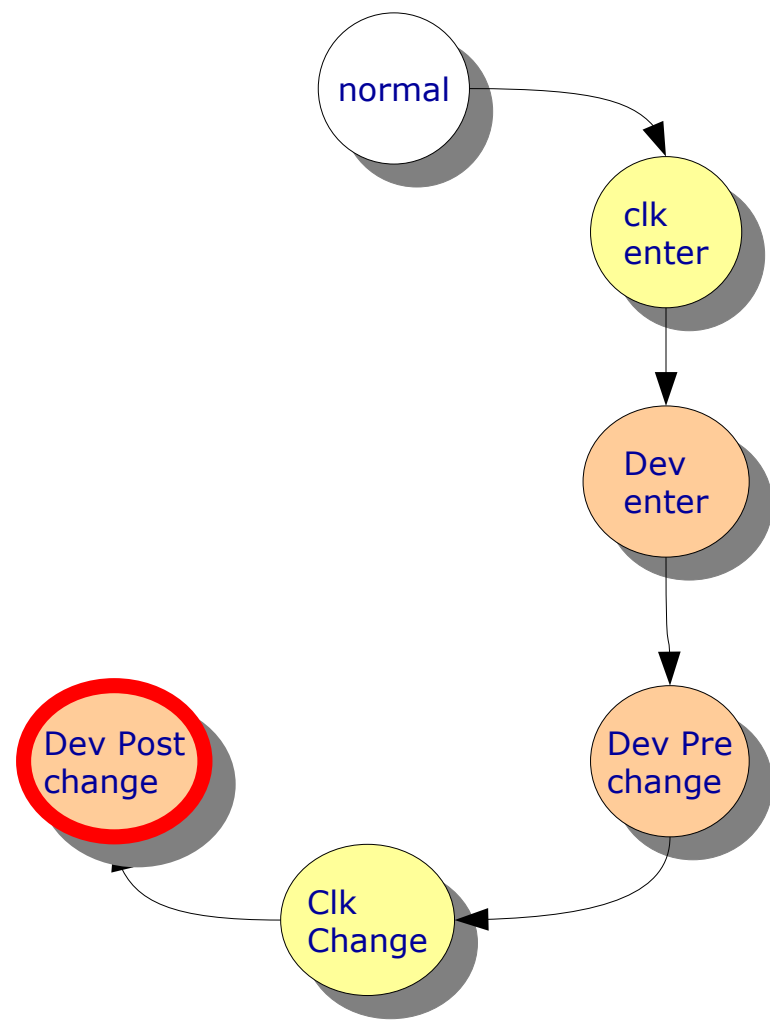 normal
clk
enter
Dev
enter
Dev Pre
change
Clk
Change
Dev Post
change